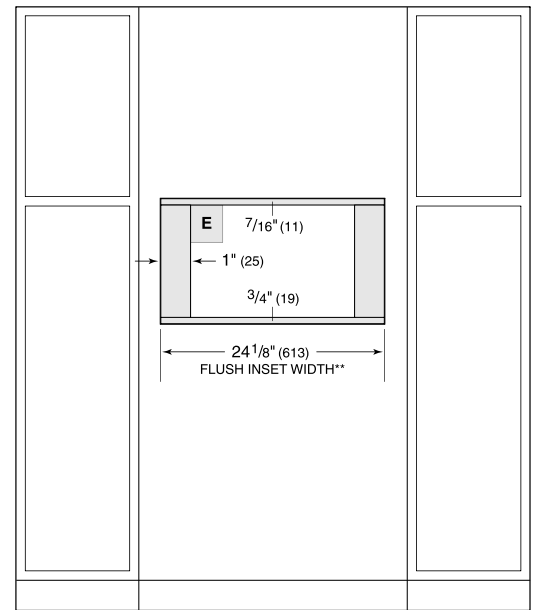 E
7/16" (11)
1" (25)
3/4" (19)
24 1/8" (613)
FLUSH INSET WIDTH**